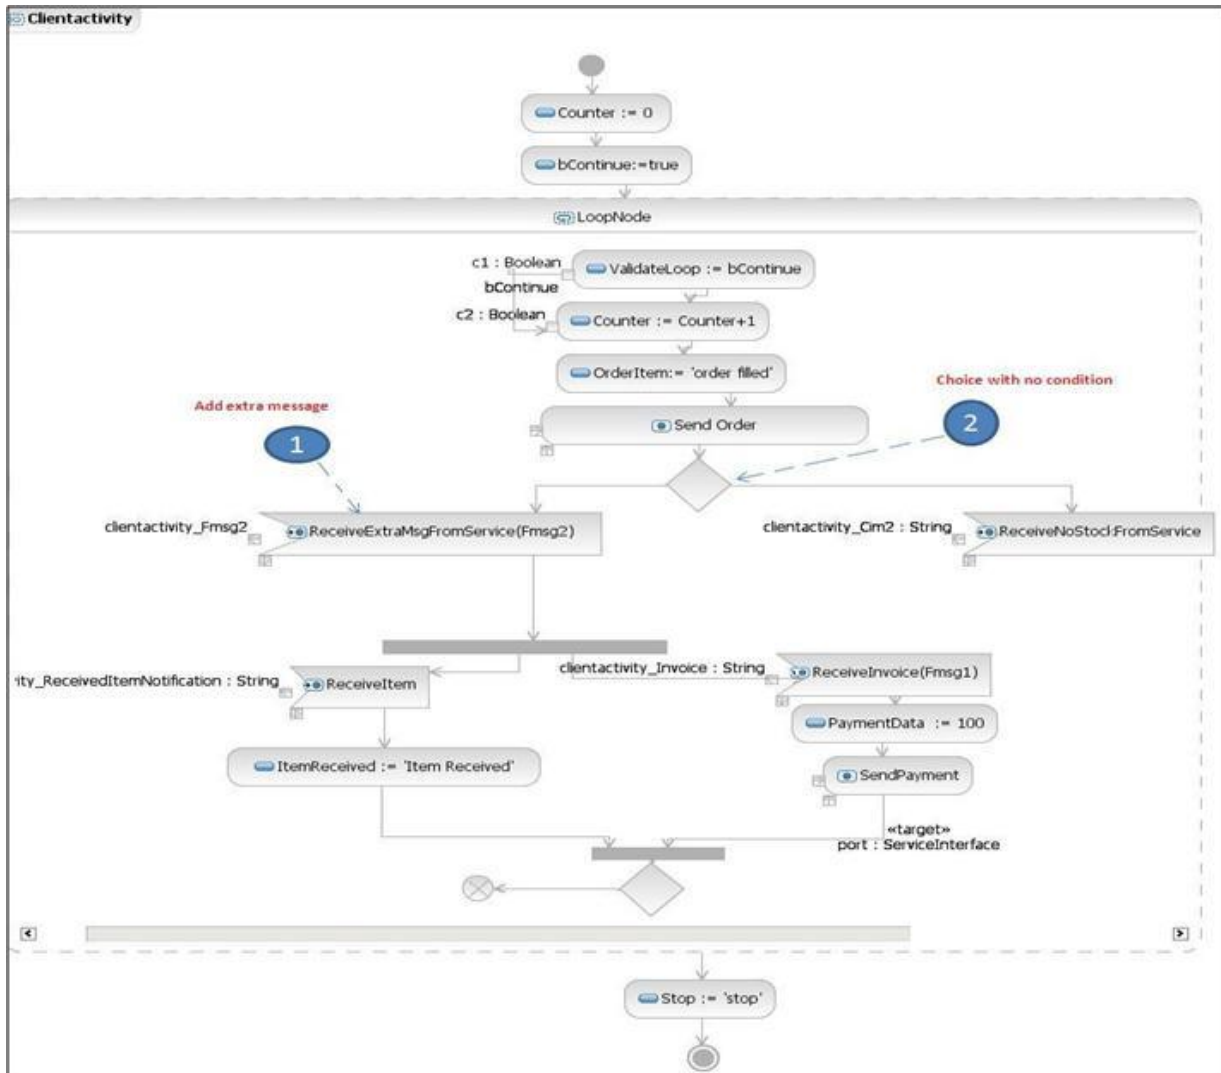 Clientactivity
Counter := 0
bContinue:=true
LoopNode
c1 : Boolean
ValidateLoop := bContinue
bContinue
c2 : Boolean
Counter := Counter+1
OrderItem:= 'order filled'
Choice with no condition
Add extra message
1
2
Send Order
clientactivity_Fmsg2
ReceiveExtraMsgFromService(Fmsg2)
clientactivity_Cim2 : String
ReceiveNoStock:FromService
clientactivity_Invoice : String
ReceiveInvoice(Fmsg1)
ity_ReceivedItemNotification : String
ReceiveItem
PaymentData := 100
ItemReceived := 'Item Received'
SendPayment
«target»
port : ServiceInterface
Stop := 'stop'